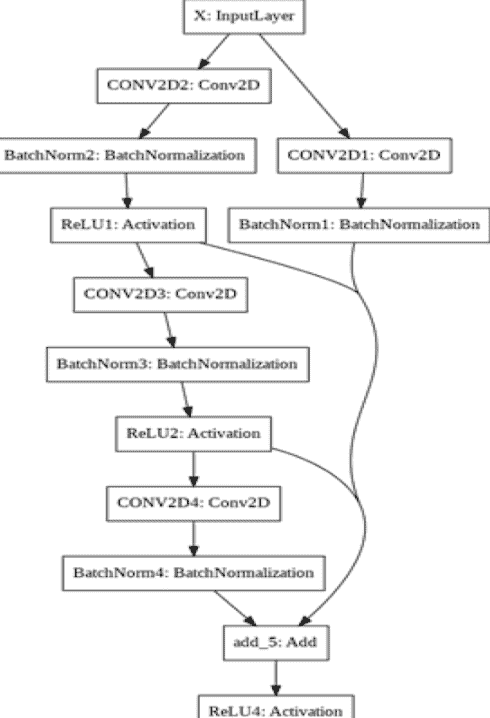 X: InputLayer
CONV2D2: Conv2D
BatchNorm2: BatchNormalization
CONV2D1: Conv2D
ReLU1: Activation
BatchNorm1: BatchNormalization
CONV2D3: Conv2D
BatchNorm3: BatchNormalization
ReLU2: Activation
CONV2D4: Conv2D
BatchNorm4: BatchNormalization
add_5: Add
ReLU4: Activation